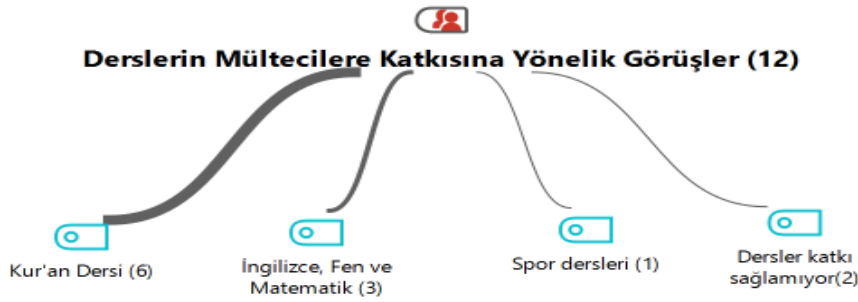 Derslerin Mültecilere Katkısına Yönelik Görüşler (12)
Kur'an Dersi (6)
İngilizce, Fen ve
Matematik (3)
Spor dersleri (1)
Dersler katkı
sağlamıyor(2)